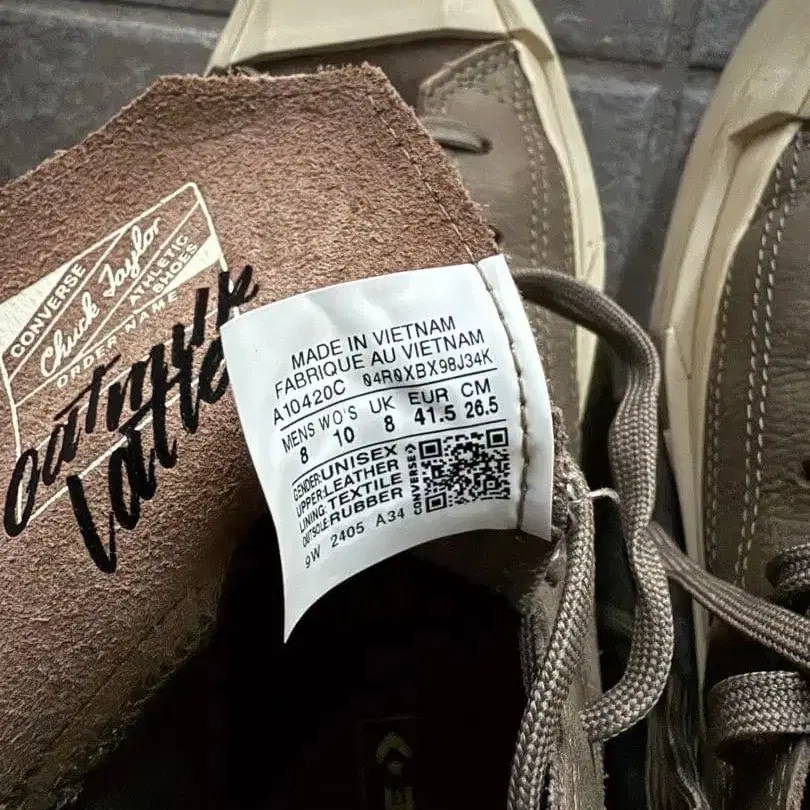 CONVERSE
Chuck Taylor
ATHLETIC
SHOES
ORDER NAME
oatmilk
latte
MADE IN VIETNAM
FABRIQUE AU VIETNAM
A10420C 04R0XBX98J34K
MENS WO'S UK EUR CM
8 10 8 41.5 26.5
GENDER:UNISEX
UPPER:LEATHER
LINING:TEXTILE
OUTSOLE:RUBBER
9W 2405 A34
CONVERSE